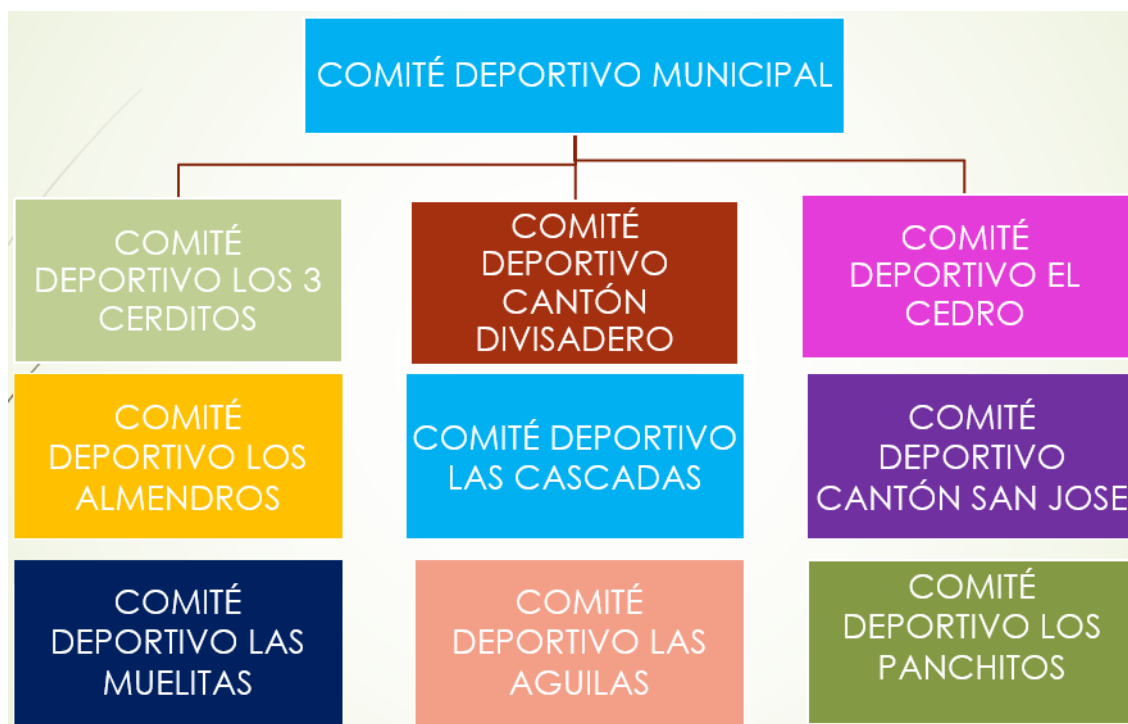 COMITÉ DEPORTIVO MUNICIPAL
COMITÉ
DEPORTIVO LOS 3
CERDITOS
COMITÉ
DEPORTIVO
CANTÓN
DIVISADERO
COMITÉ
DEPORTIVO EL
CEDRO
COMITÉ
DEPORTIVO LOS
ALMENDROS
COMITÉ DEPORTIVO
LAS CASCADAS
COMITÉ
DEPORTIVO
CANTÓN SAN JOSE
COMITÉ
DEPORTIVO LAS
MUELITAS
COMITÉ
DEPORTIVO LAS
AGUILAS
COMITÉ
DEPORTIVO LOS
PANCHITOS